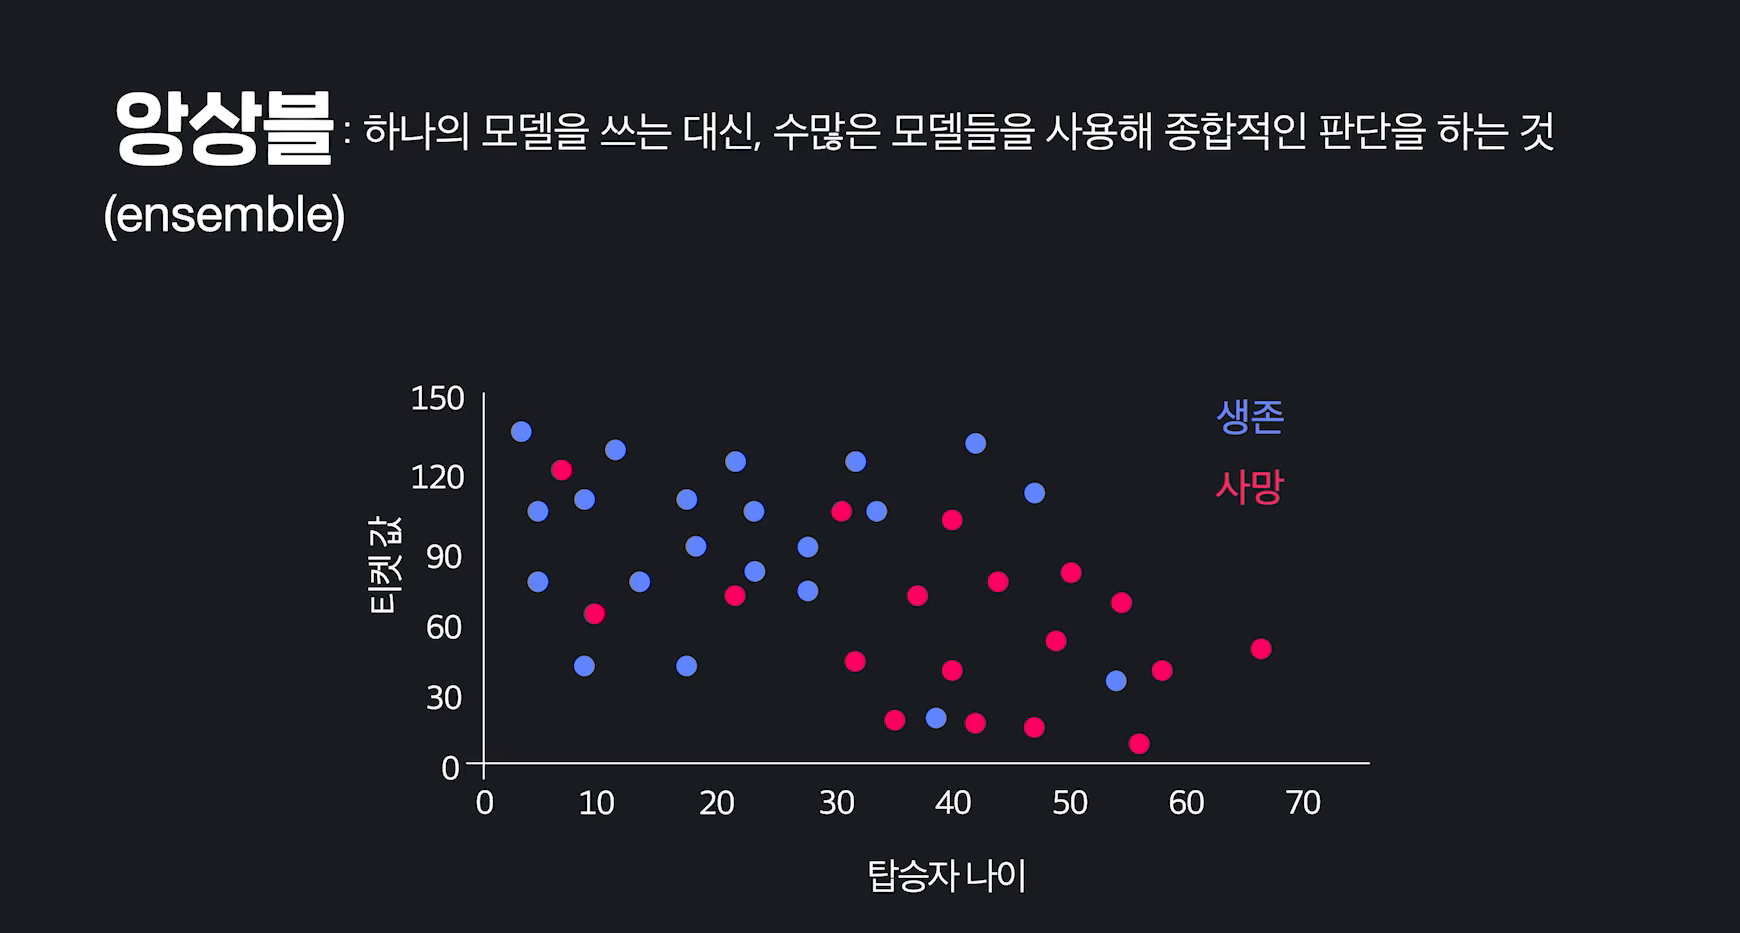 앙상블 : 하나의 모델을 쓰는 대신, 수많은 모델들을 사용해 종합적인 판단을 하는 것
(ensemble)
생존
사망
티켓 값
150
120
90
60
30
0
0 10 20 30 40 50 60 70
탑승자 나이